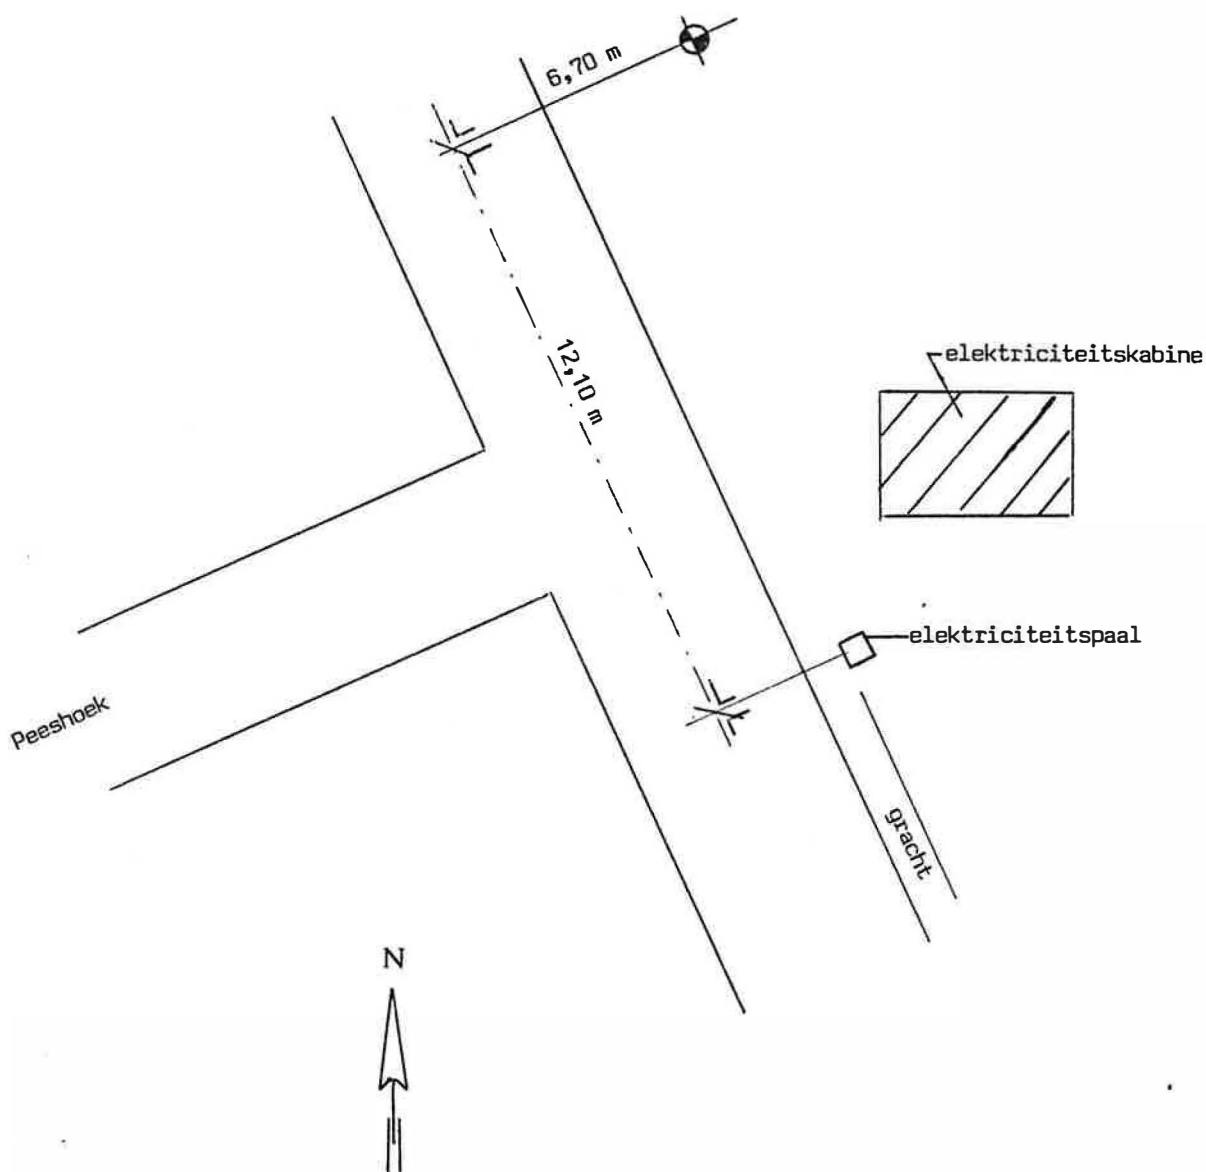 6,70 m
12,10 m
elektriciteitskabine
elektriciteitspaal
Peeshoek
gracht
N